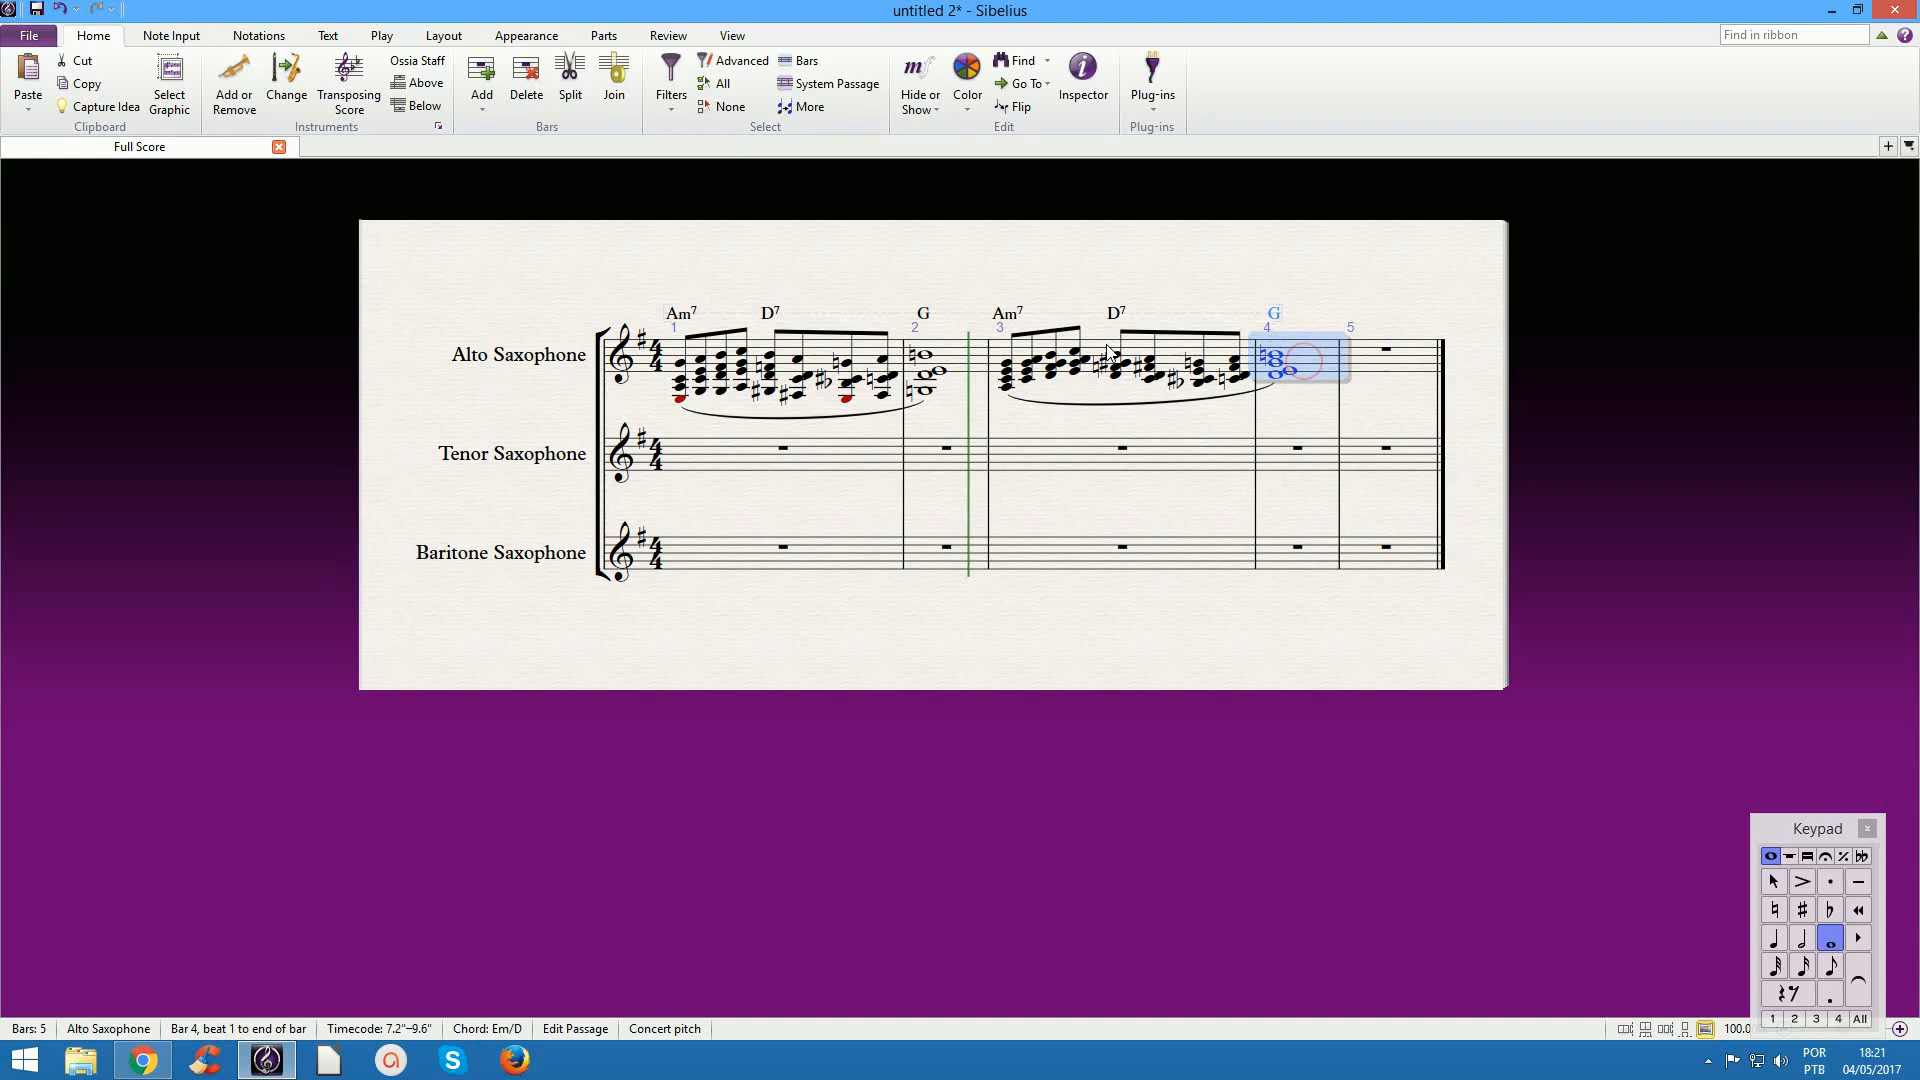 untitled 2* - Sibelius
File Home Note Input Notations Text Play Layout Appearance Parts Review View Find in ribbon
Paste Cut Copy Capture Idea Select Graphic Clipboard
Add or Remove Change Transposing Score Ossia Staff Above Below Instruments
Add Delete Split Join Bars
Filters Advanced All None Bars System Passage More Select
Hide or Show Color Find Go To Flip Inspector Edit
Plug-ins Plug-ins
Full Score
Am7 D7 G Am7 D7 G
1 2 3 4 5
Alto Saxophone
Tenor Saxophone
Baritone Saxophone
Keypad
1 2 3 4 All
Bars: 5 Alto Saxophone Bar 4, beat 1 to end of bar Timecode: 7.2"–9.6" Chord: Em/D Edit Passage Concert pitch
POR 18:21
PTB 04/05/2017